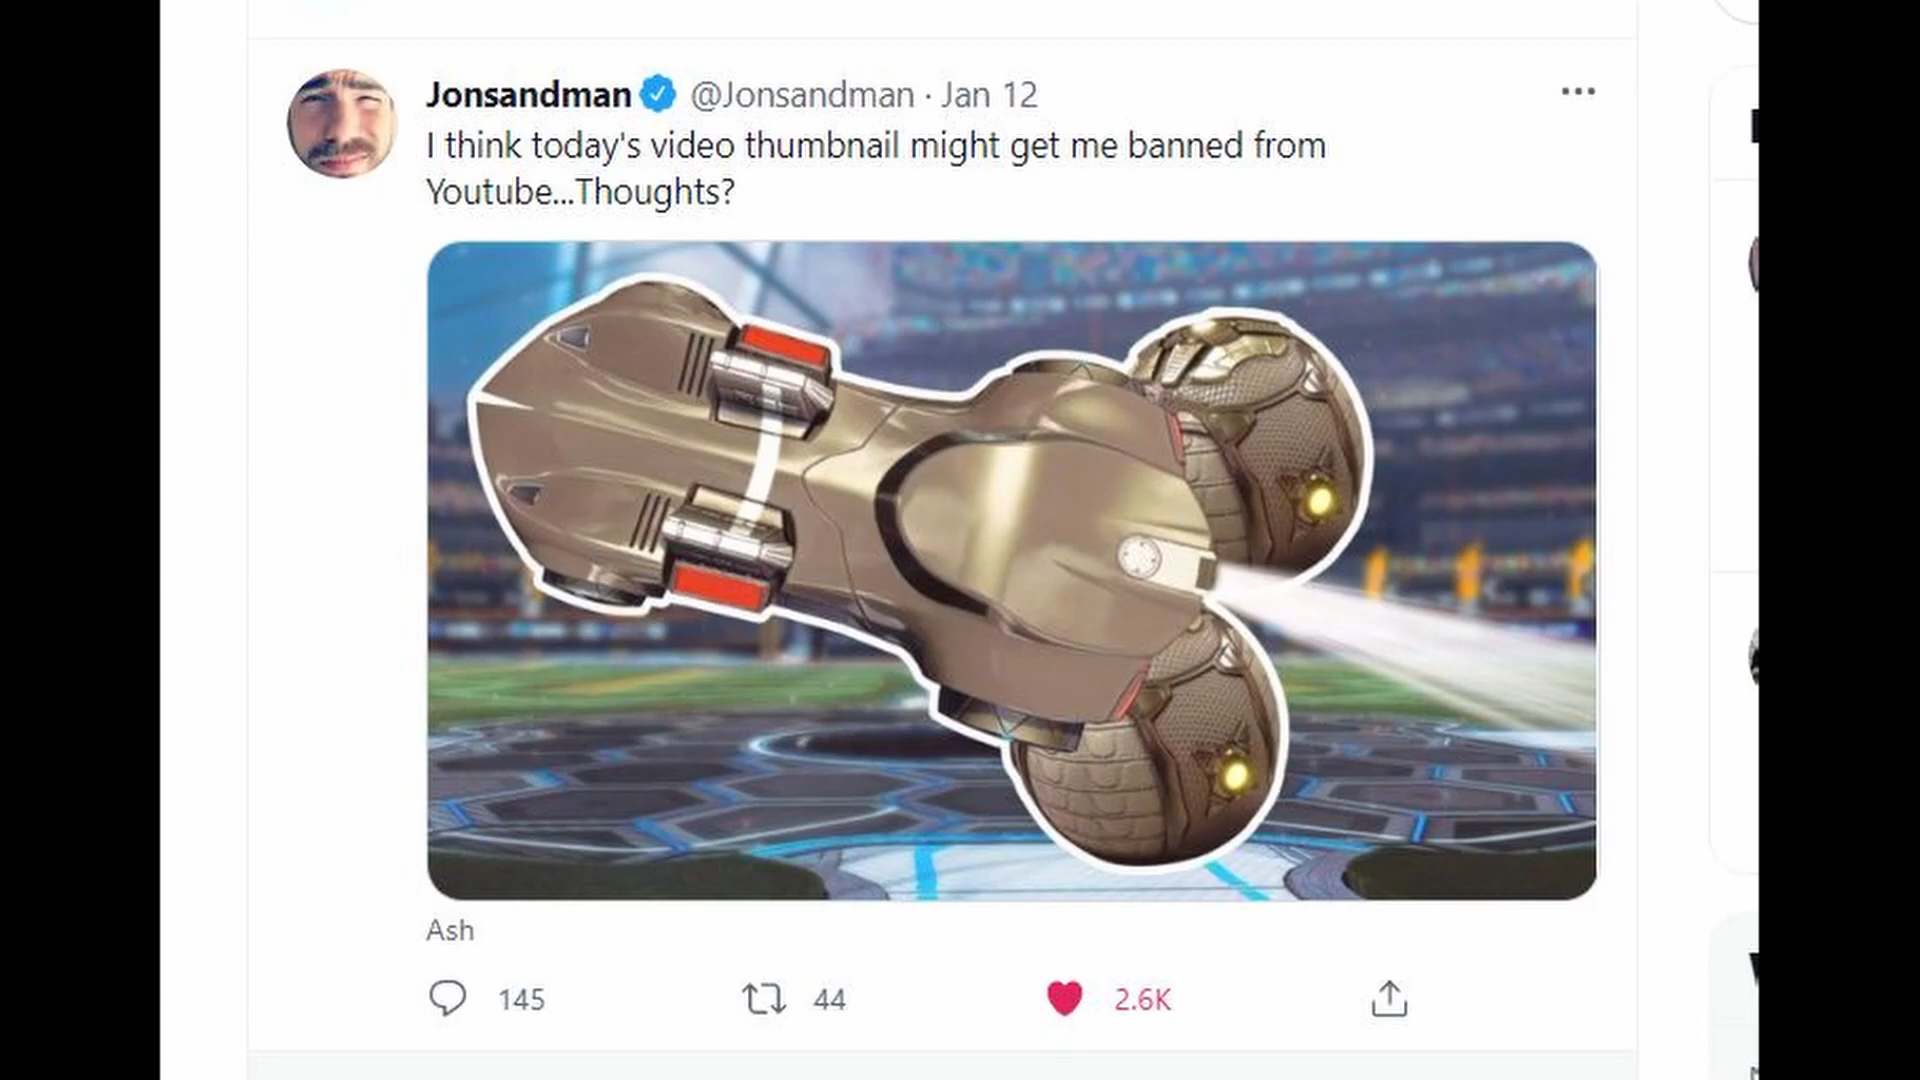 Jonsandman @Jonsandman · Jan 12
I think today's video thumbnail might get me banned from
Youtube...Thoughts?
Ash
145 44 2.6K